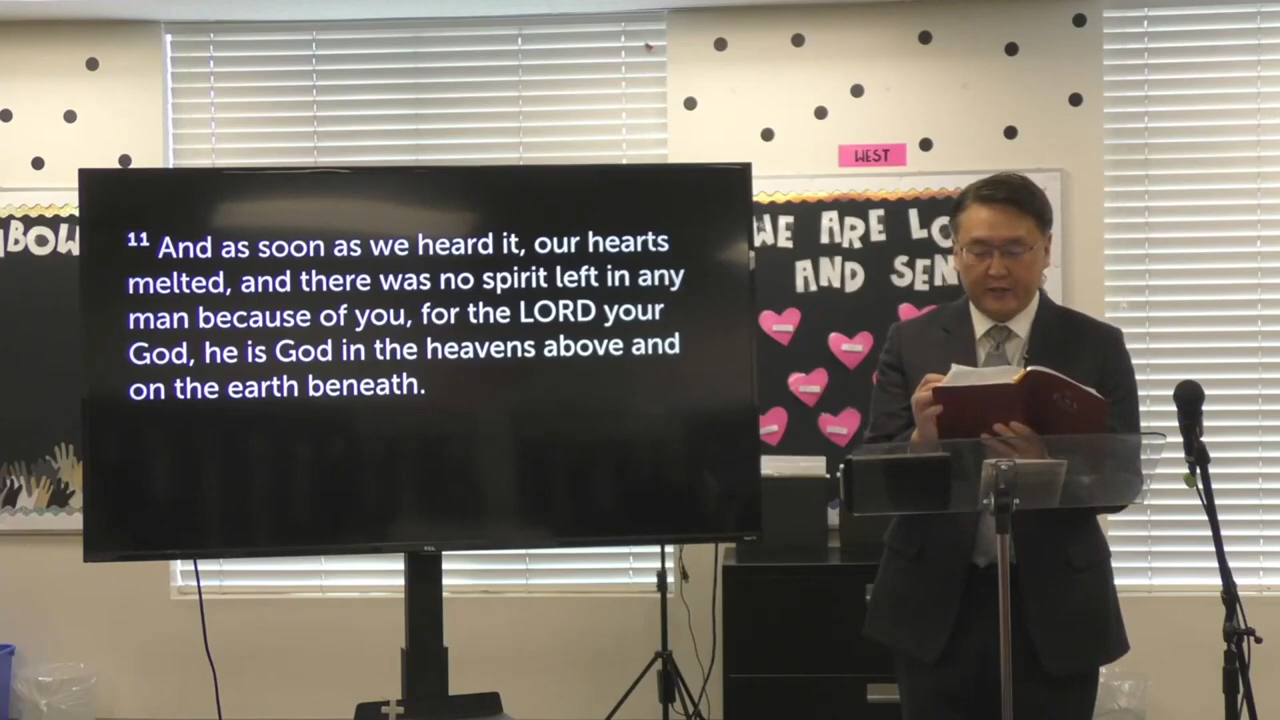 WEST
BOW
WE ARE LO
AND SEN
11 And as soon as we heard it, our hearts
melted, and there was no spirit left in any
man because of you, for the LORD your
God, he is God in the heavens above and
on the earth beneath.
TCL